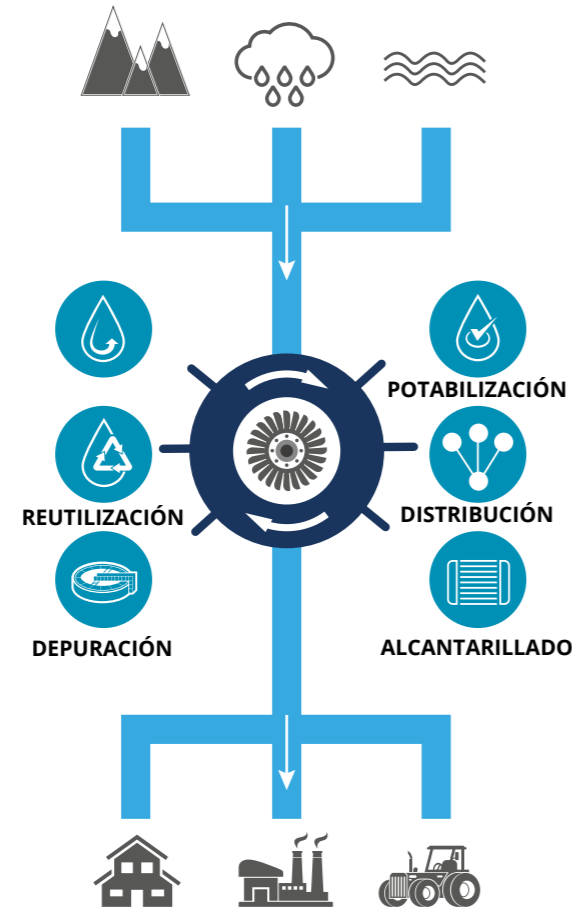 POTABILIZACIÓN
REUTILIZACIÓN
DISTRIBUCIÓN
DEPURACIÓN
ALCANTARILLADO